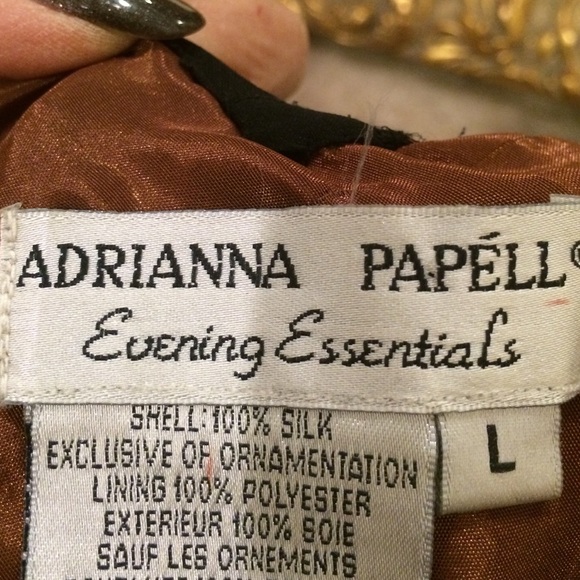 ADRIANNA PAPÉLL®
Evening Essentials
L
SHELL: 100% SILK
EXCLUSIVE OF ORNAMENTATION
LINING 100% POLYESTER
EXTERIEUR 100% SOIE
SAUF LES ORNEMENTS